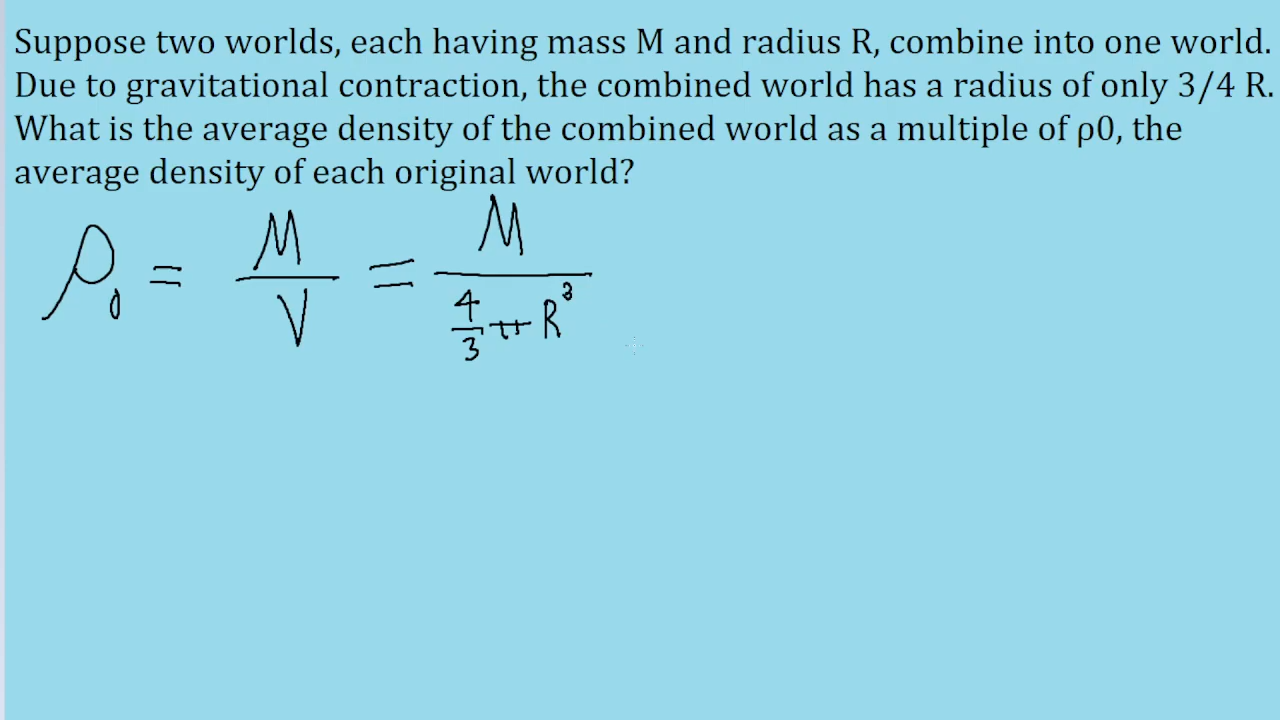 Suppose two worlds, each having mass M and radius R, combine into one world.
Due to gravitational contraction, the combined world has a radius of only 3/4 R.
What is the average density of the combined world as a multiple of ρ0, the
average density of each original world?
ρ₀ = M/V = M/(4/3 π R³)